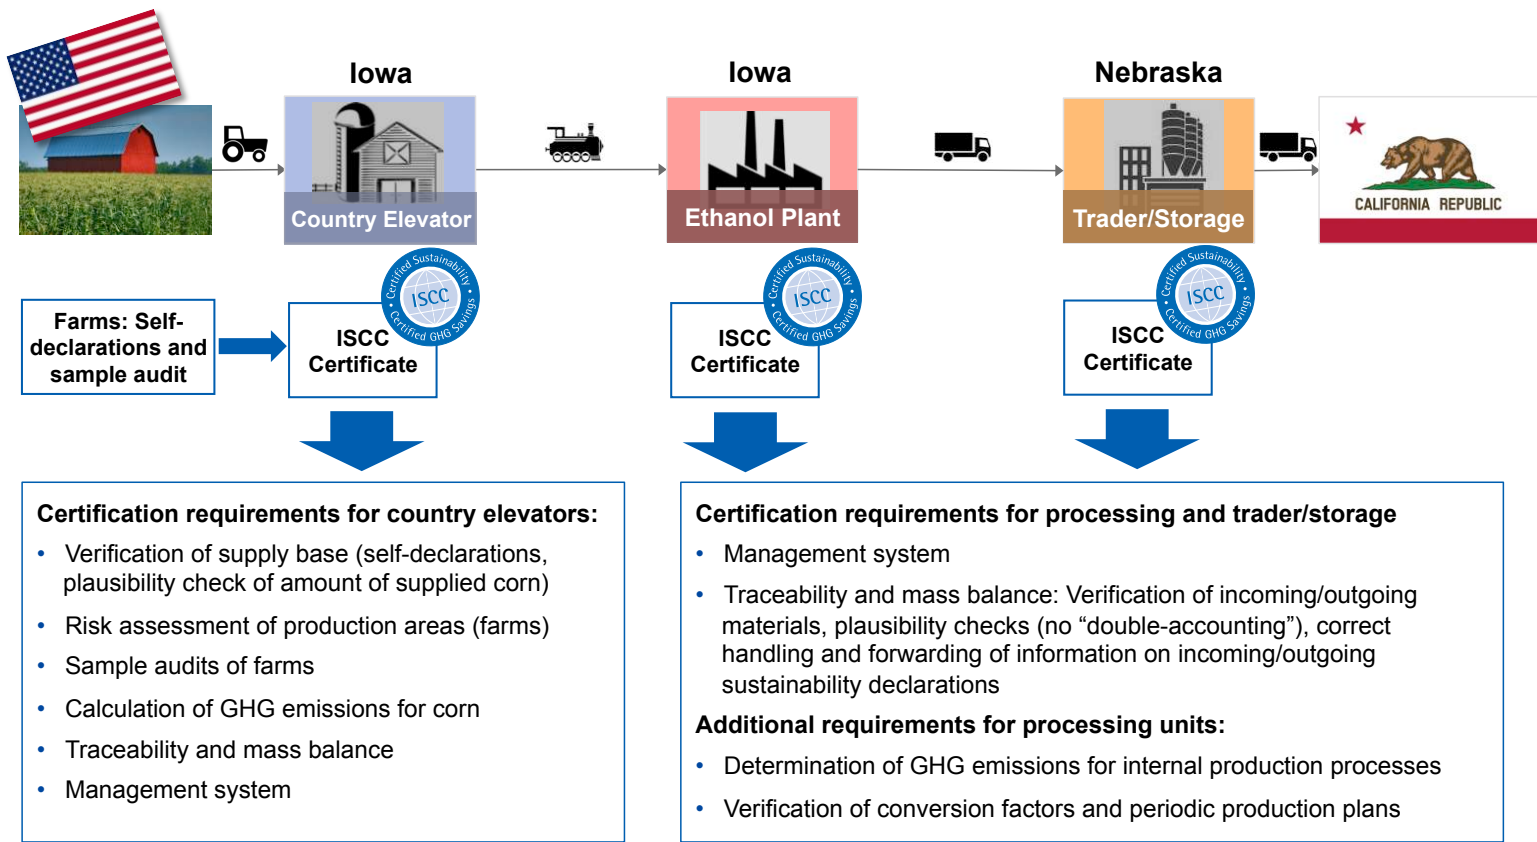 Iowa
Iowa
Nebraska
Country Elevator
Ethanol Plant
Trader/Storage
CALIFORNIA REPUBLIC
Farms: Self-
declarations and
sample audit
ISCC
Certificate
Certified Sustainability
ISCC
Certified GHG Savings
ISCC
Certificate
Certified Sustainability
ISCC
Certified GHG Savings
ISCC
Certificate
Certified Sustainability
ISCC
Certified GHG Savings
Certification requirements for country elevators:
• Verification of supply base (self-declarations,
plausibility check of amount of supplied corn)
• Risk assessment of production areas (farms)
• Sample audits of farms
• Calculation of GHG emissions for corn
• Traceability and mass balance
• Management system
Certification requirements for processing and trader/storage
• Management system
• Traceability and mass balance: Verification of incoming/outgoing
materials, plausibility checks (no “double-accounting”), correct
handling and forwarding of information on incoming/outgoing
sustainability declarations
Additional requirements for processing units:
• Determination of GHG emissions for internal production processes
• Verification of conversion factors and periodic production plans